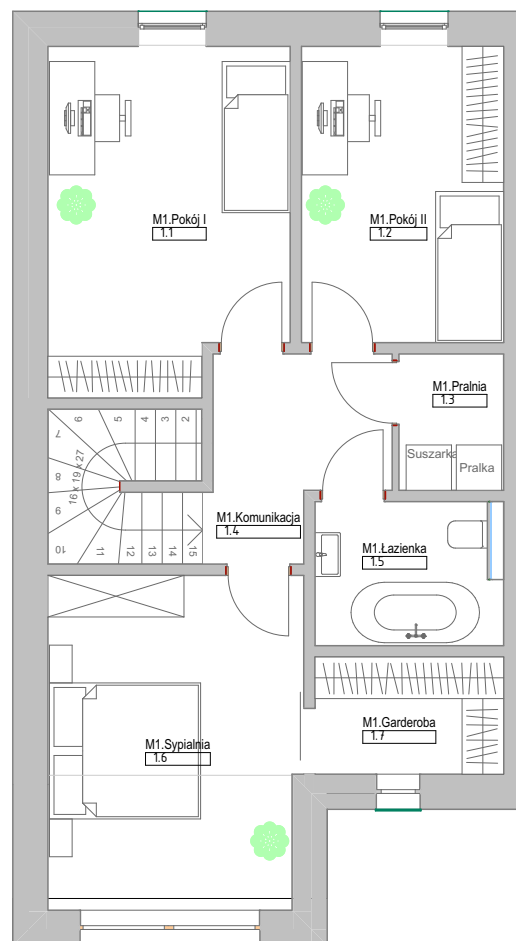 M1.Pokój I
1.1
M1.Pokój II
1.2
M1.Pralnia
1.3
Suszarka
Pralka
6
5
4
3
2
7
8
9
10
11
12
13
14
15
16 x 19 x 27
M1.Komunikacja
1.4
M1.Łazienka
1.5
M1.Sypialnia
1.6
M1.Garderoba
1.7